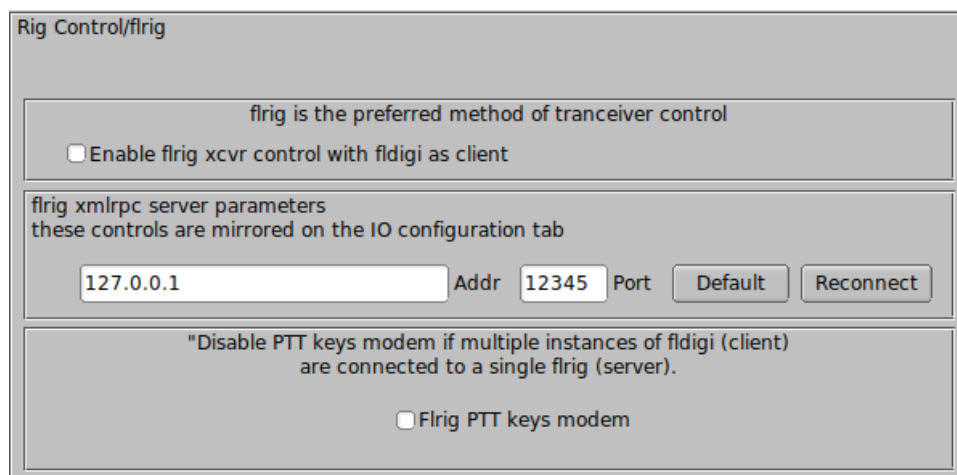 Rig Control/flrig
flrig is the preferred method of tranceiver control
Enable flrig xcvr control with fldigi as client
flrig xmlrpc server parameters
these controls are mirrored on the IO configuration tab
127.0.0.1 Addr 12345 Port Default Reconnect
"Disable PTT keys modem if multiple instances of fldigi (client)
are connected to a single flrig (server).
Flrig PTT keys modem